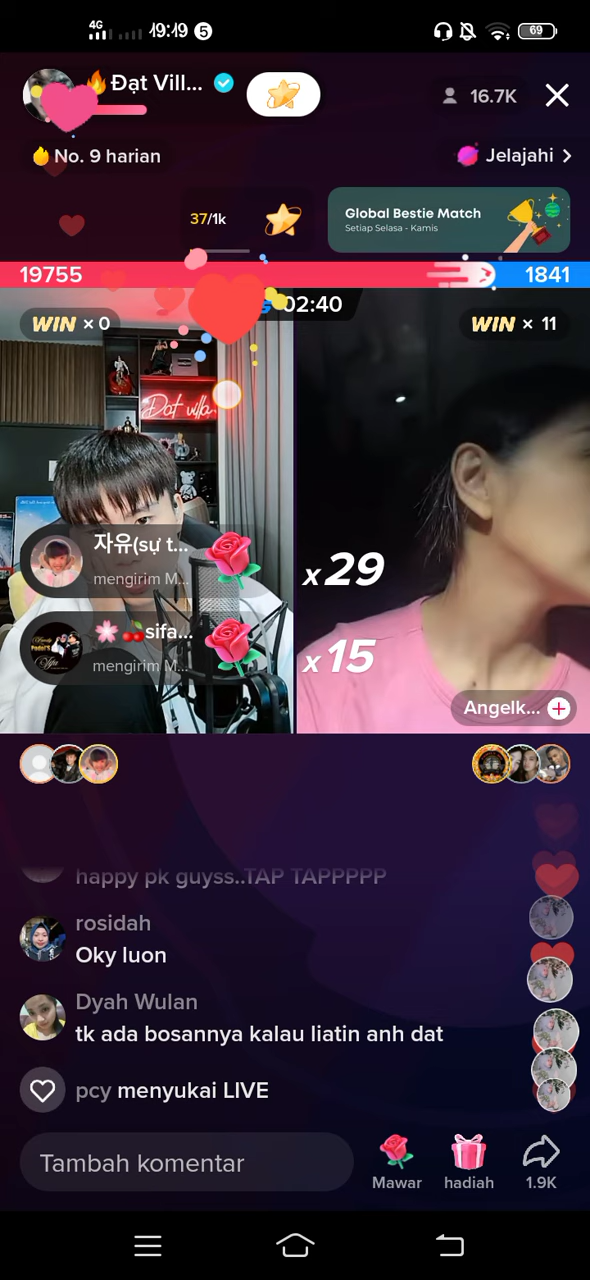 4G
19:19 5
69
🔥Đạt Vill...
16.7K
No. 9 harian
Jelajahi >
37/1k
Global Bestie Match
Setiap Selasa - Kamis
19755
1841
02:40
WIN × 0
WIN × 11
Dat villa
자유(sự t...
mengirim M...
x29
🌸🍒sifa...
mengirim M...
x15
Angelk...
happy pk guyss..TAP TAPPPPP
rosidah
Oky luon
Dyah Wulan
tk ada bosannya kalau liatin anh dat
pcy menyukai LIVE
Tambah komentar
Mawar
hadiah
1.9K